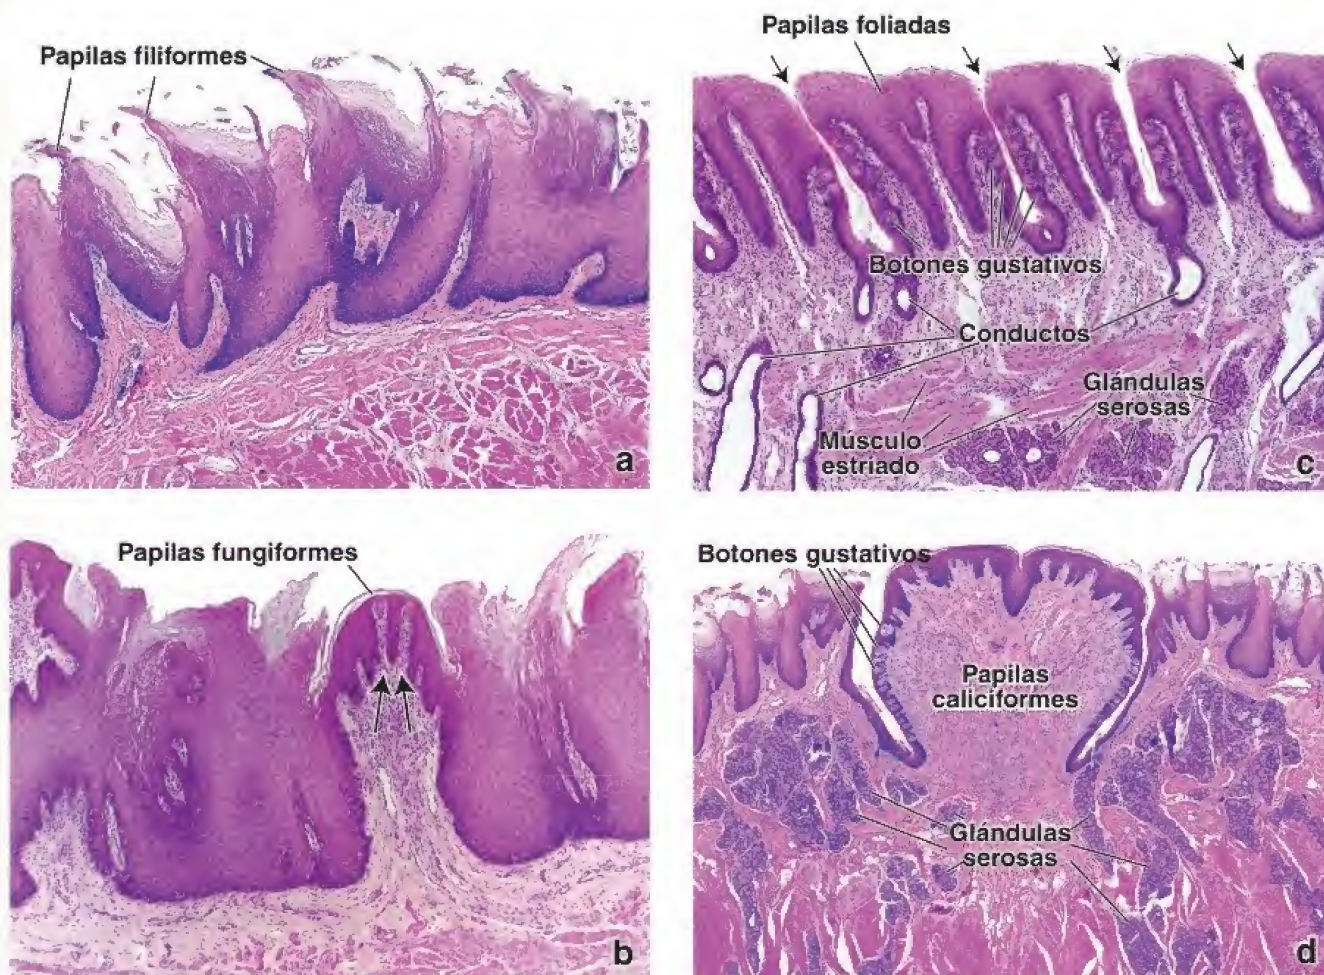 Papilas filiformes
a
Papilas foliadas
Botones gustativos
Conductos
Glándulas
serosas
Músculo
estriado
c
Papilas fungiformes
b
Botones gustativos
Papilas
caliciformes
Glándulas
serosas
d